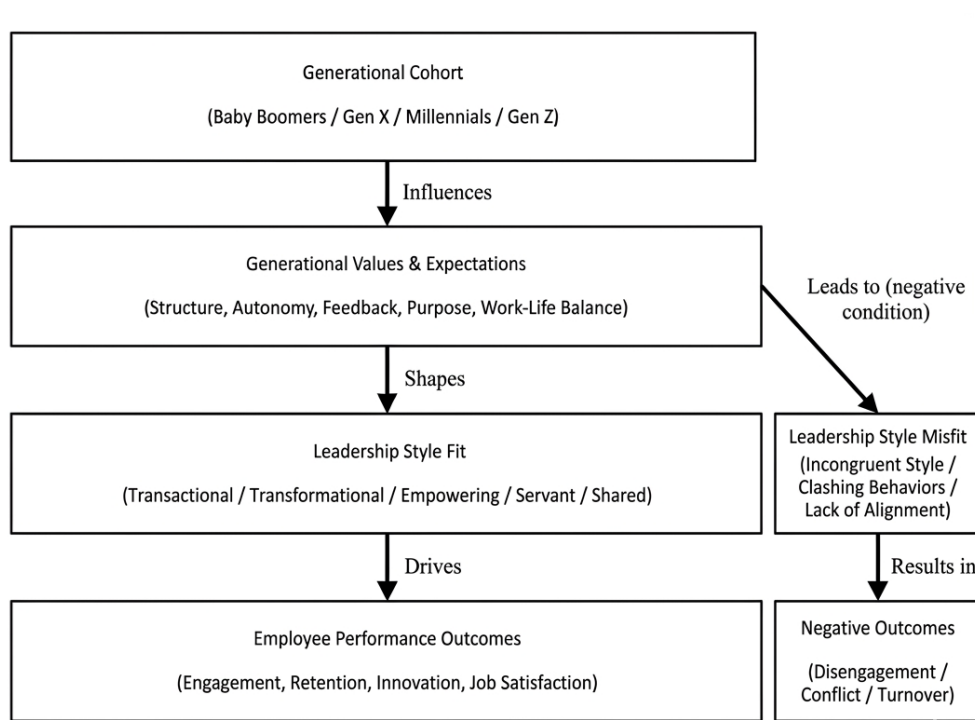 Generational Cohort
(Baby Boomers / Gen X / Millennials / Gen Z)
Influences
Generational Values & Expectations
(Structure, Autonomy, Feedback, Purpose, Work-Life Balance)
Leads to (negative
condition)
Shapes
Leadership Style Fit
(Transactional / Transformational / Empowering / Servant / Shared)
Leadership Style Misfit
(Incongruent Style /
Clashing Behaviors /
Lack of Alignment)
Drives
Results in
Employee Performance Outcomes
(Engagement, Retention, Innovation, Job Satisfaction)
Negative Outcomes
(Disengagement /
Conflict / Turnover)